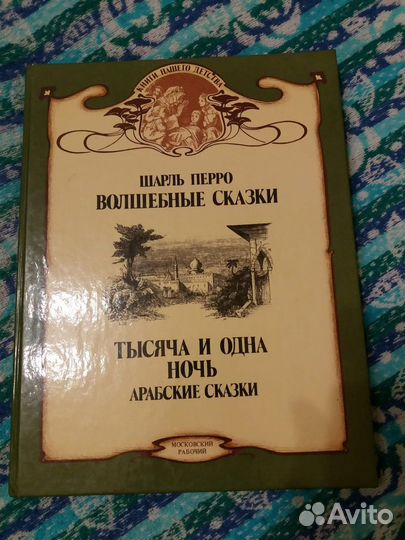 КНИГИ НАШЕГО ДЕТСТВА
ШАРЛЬ ПЕРРО
ВОЛШЕБНЫЕ СКАЗКИ
ТЫСЯЧА И ОДНА
НОЧЬ
АРАБСКИЕ СКАЗКИ
МОСКОВСКИЙ
РАБОЧИЙ
Avito